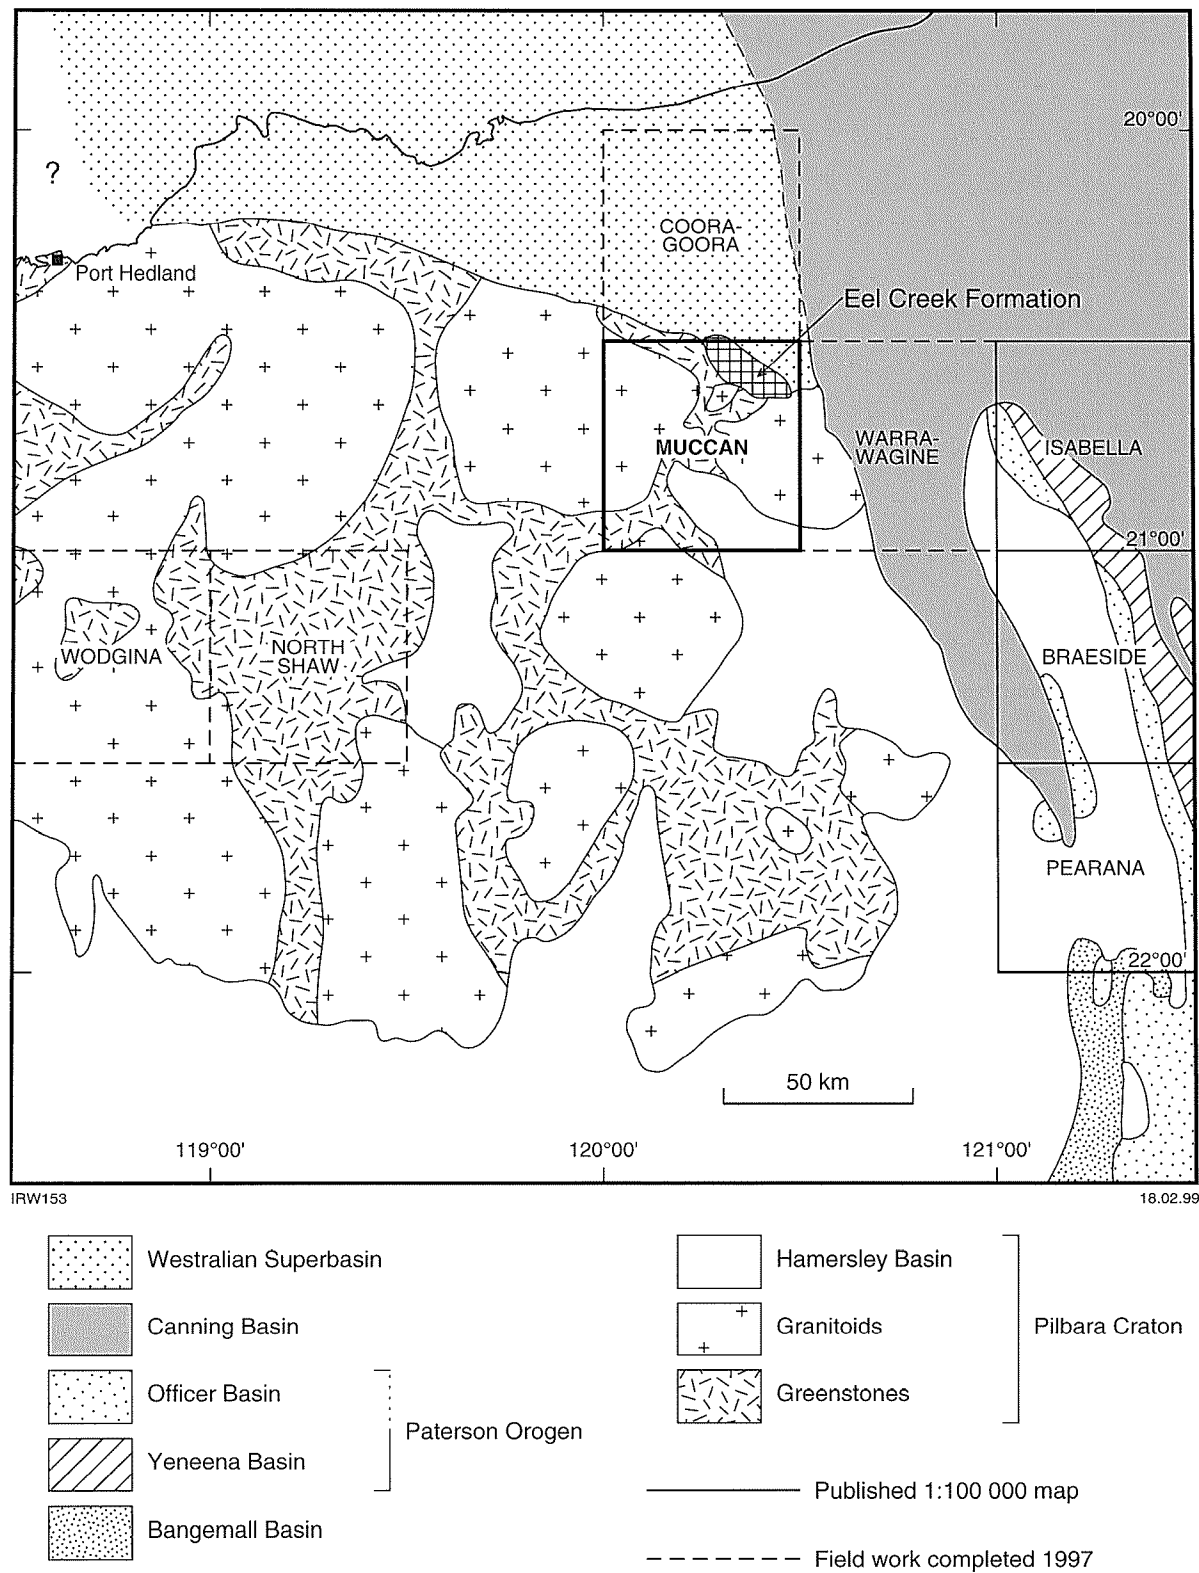 20°00'
?
COORA-
GOORA
Port Hedland
Eel Creek Formation
MUCCAN
WARRA-
WAGINE
ISABELLA
21°00'
WODGINA
NORTH
SHAW
BRAESIDE
PEARANA
22°00'
50 km
119°00'
120°00'
121°00'
IRW153
18.02.99
Westralian Superbasin
Canning Basin
Officer Basin
Paterson Orogen
Yeneena Basin
Bangemall Basin
Hamersley Basin
Granitoids
Pilbara Craton
Greenstones
Published 1:100 000 map
Field work completed 1997